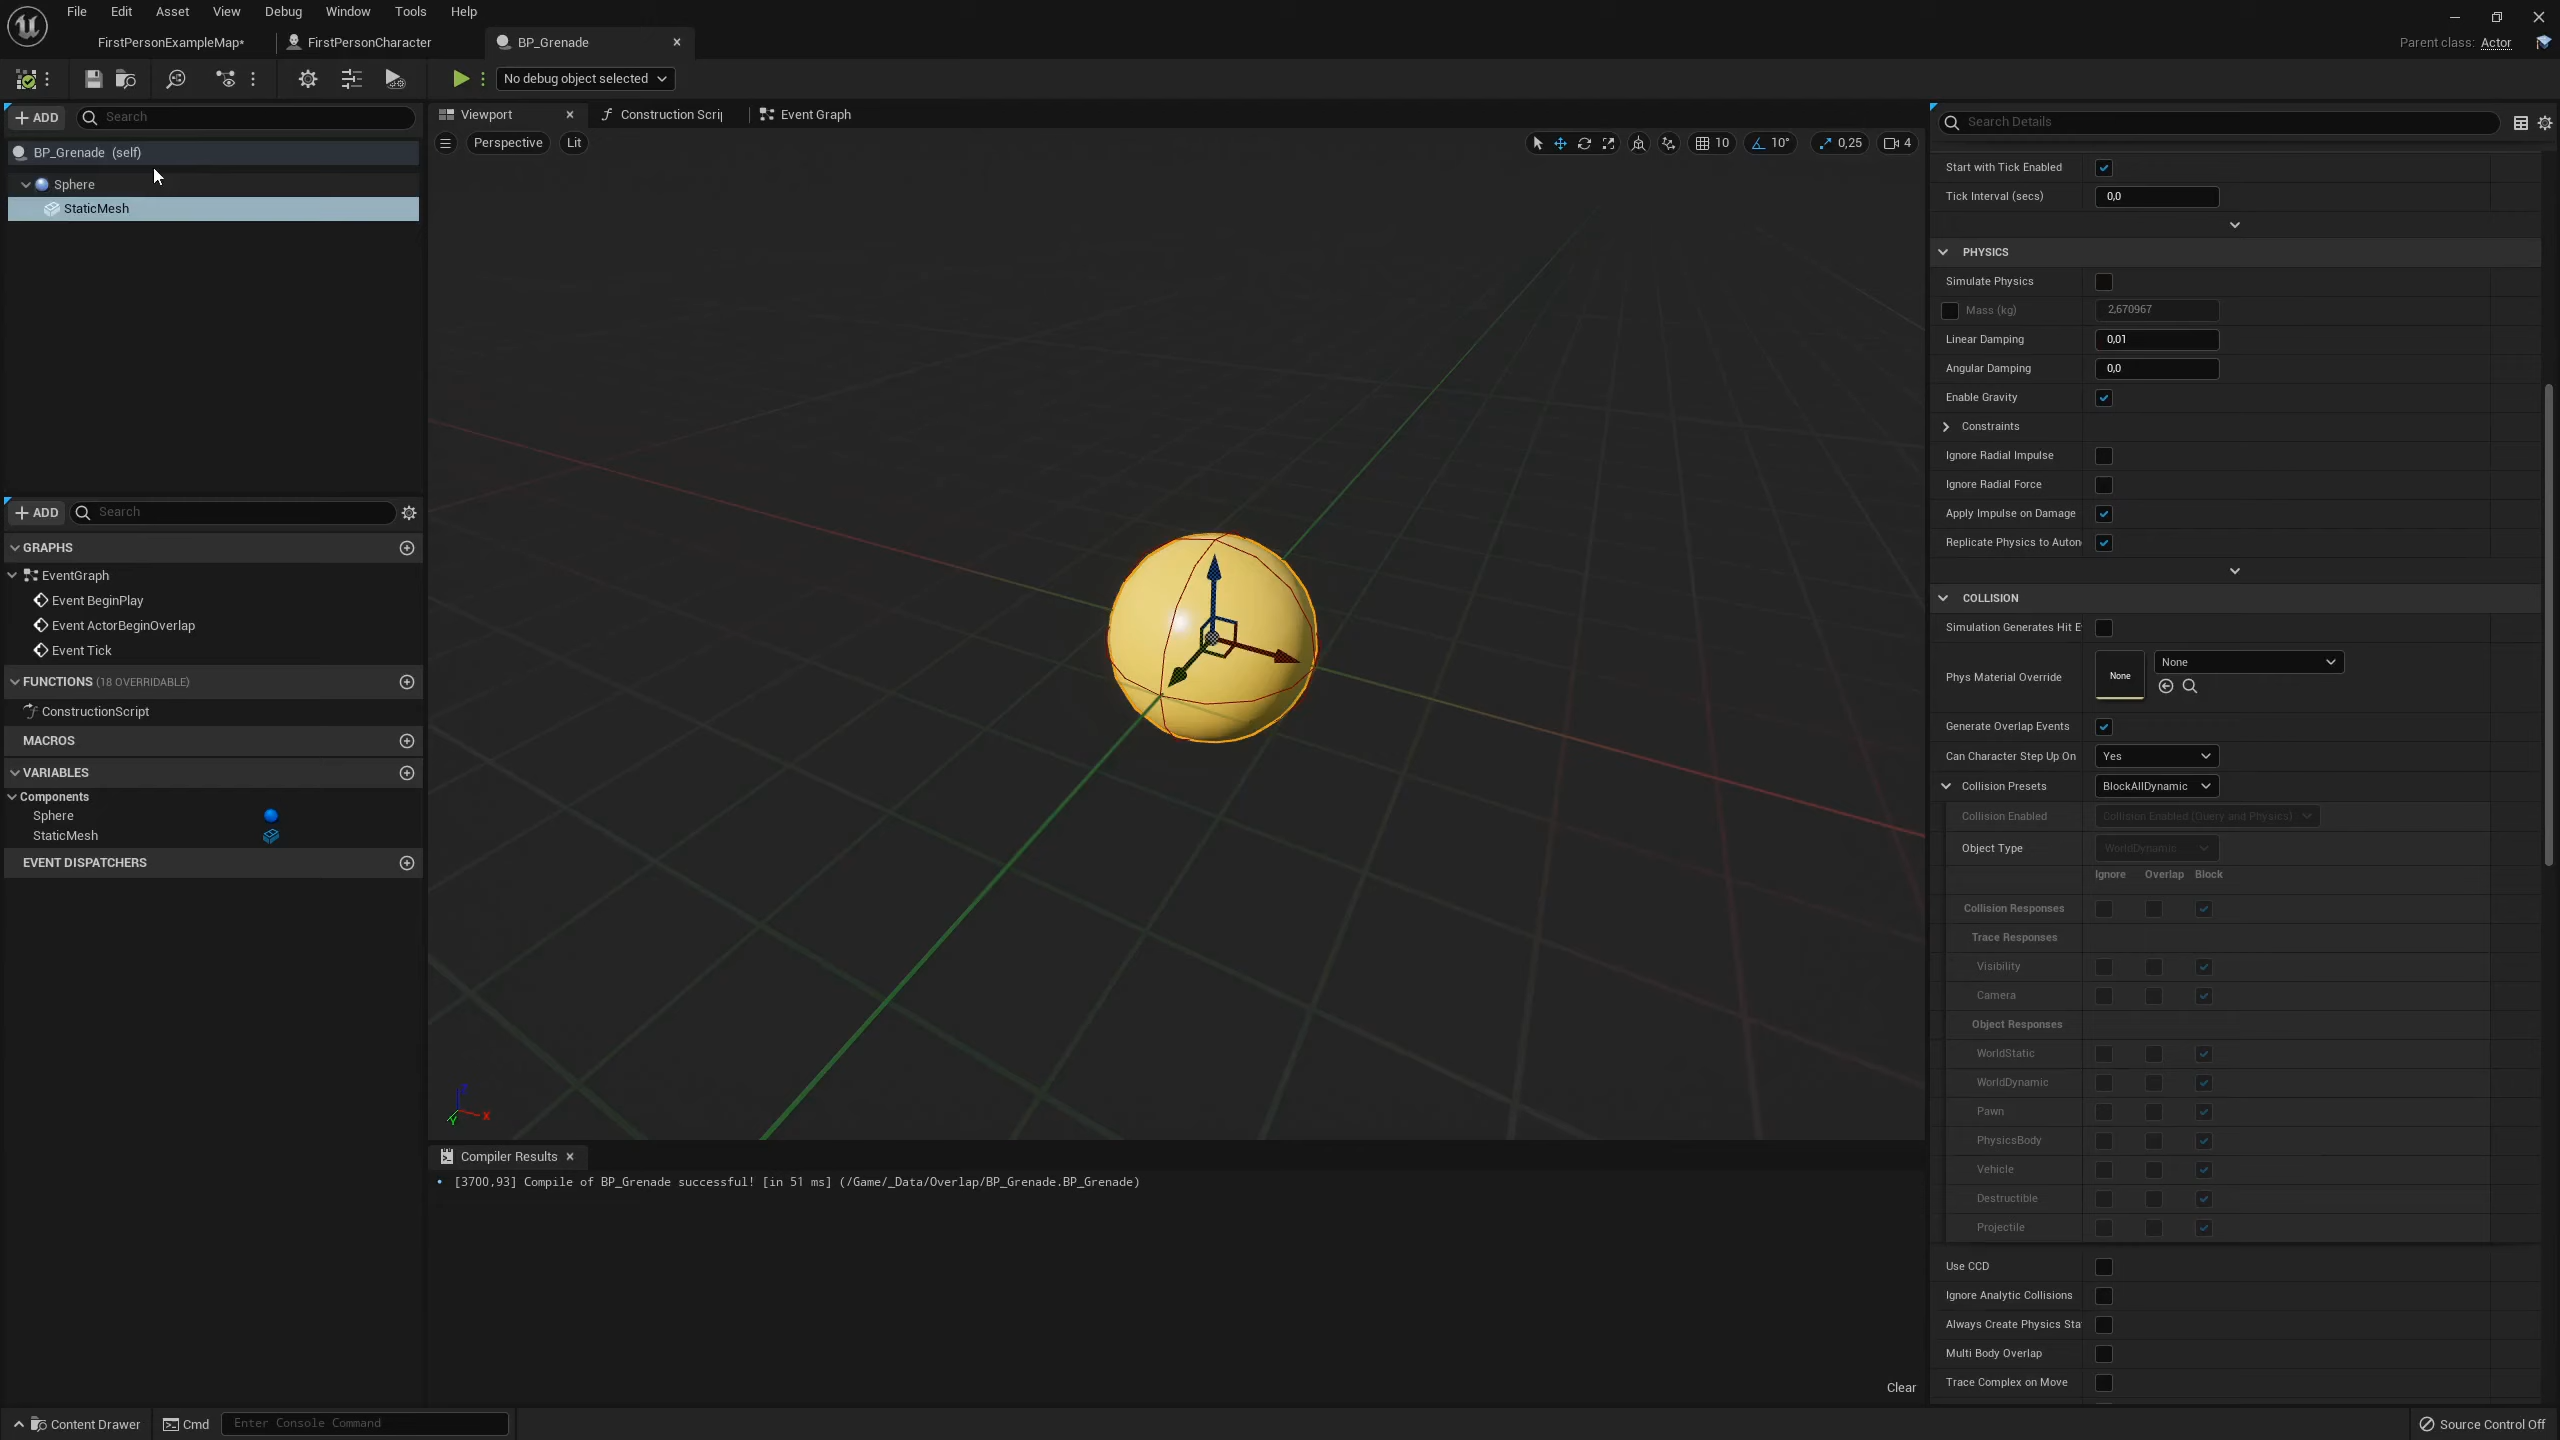 File Edit Asset View Debug Window Tools Help
FirstPersonExampleMap* FirstPersonCharacter BP_Grenade
Parent class: Actor
No debug object selected
ADD Search
BP_Grenade (self)
Sphere
StaticMesh
ADD Search
GRAPHS
EventGraph
Event BeginPlay
Event ActorBeginOverlap
Event Tick
FUNCTIONS (18 OVERRIDABLE)
ConstructionScript
MACROS
VARIABLES
Components
Sphere
StaticMesh
EVENT DISPATCHERS
Viewport Construction Scrip Event Graph
Perspective Lit
10 10° 0,25 4
X
Y
Compiler Results
[3700,93] Compile of BP_Grenade successful! [in 51 ms] (/Game/_Data/Overlap/BP_Grenade.BP_Grenade)
Clear
Search Details
Start with Tick Enabled
Tick Interval (secs) 0,0
PHYSICS
Simulate Physics
Mass (kg) 2,670967
Linear Damping 0,01
Angular Damping 0,0
Enable Gravity
Constraints
Ignore Radial Impulse
Ignore Radial Force
Apply Impulse on Damage
Replicate Physics to Auton
COLLISION
Simulation Generates Hit E
Phys Material Override None None
Generate Overlap Events
Can Character Step Up On Yes
Collision Presets BlockAllDynamic
Collision Enabled Collision Enabled (Query and Physics)
Object Type WorldDynamic
Ignore Overlap Block
Collision Responses
Trace Responses
Visibility
Camera
Object Responses
WorldStatic
WorldDynamic
Pawn
PhysicsBody
Vehicle
Destructible
Projectile
Use CCD
Ignore Analytic Collisions
Always Create Physics Sta
Multi Body Overlap
Trace Complex on Move
Content Drawer Cmd Enter Console Command
Source Control Off